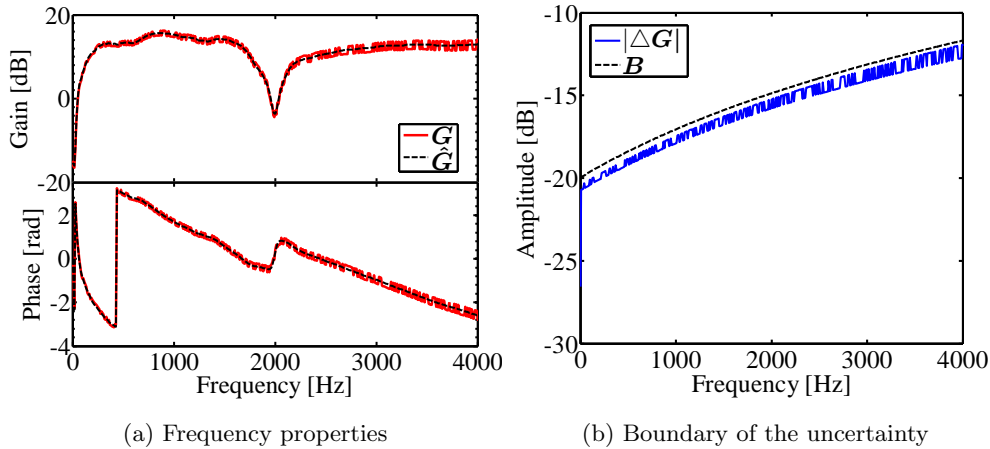 20
0
-20
Gain [dB]
G
Ĝ
2
0
-2
-4
Phase [rad]
0 1000 2000 3000 4000
Frequency [Hz]
(a) Frequency properties
-10
-15
-20
-25
-30
Amplitude [dB]
|△G|
B
0 1000 2000 3000 4000
Frequency [Hz]
(b) Boundary of the uncertainty